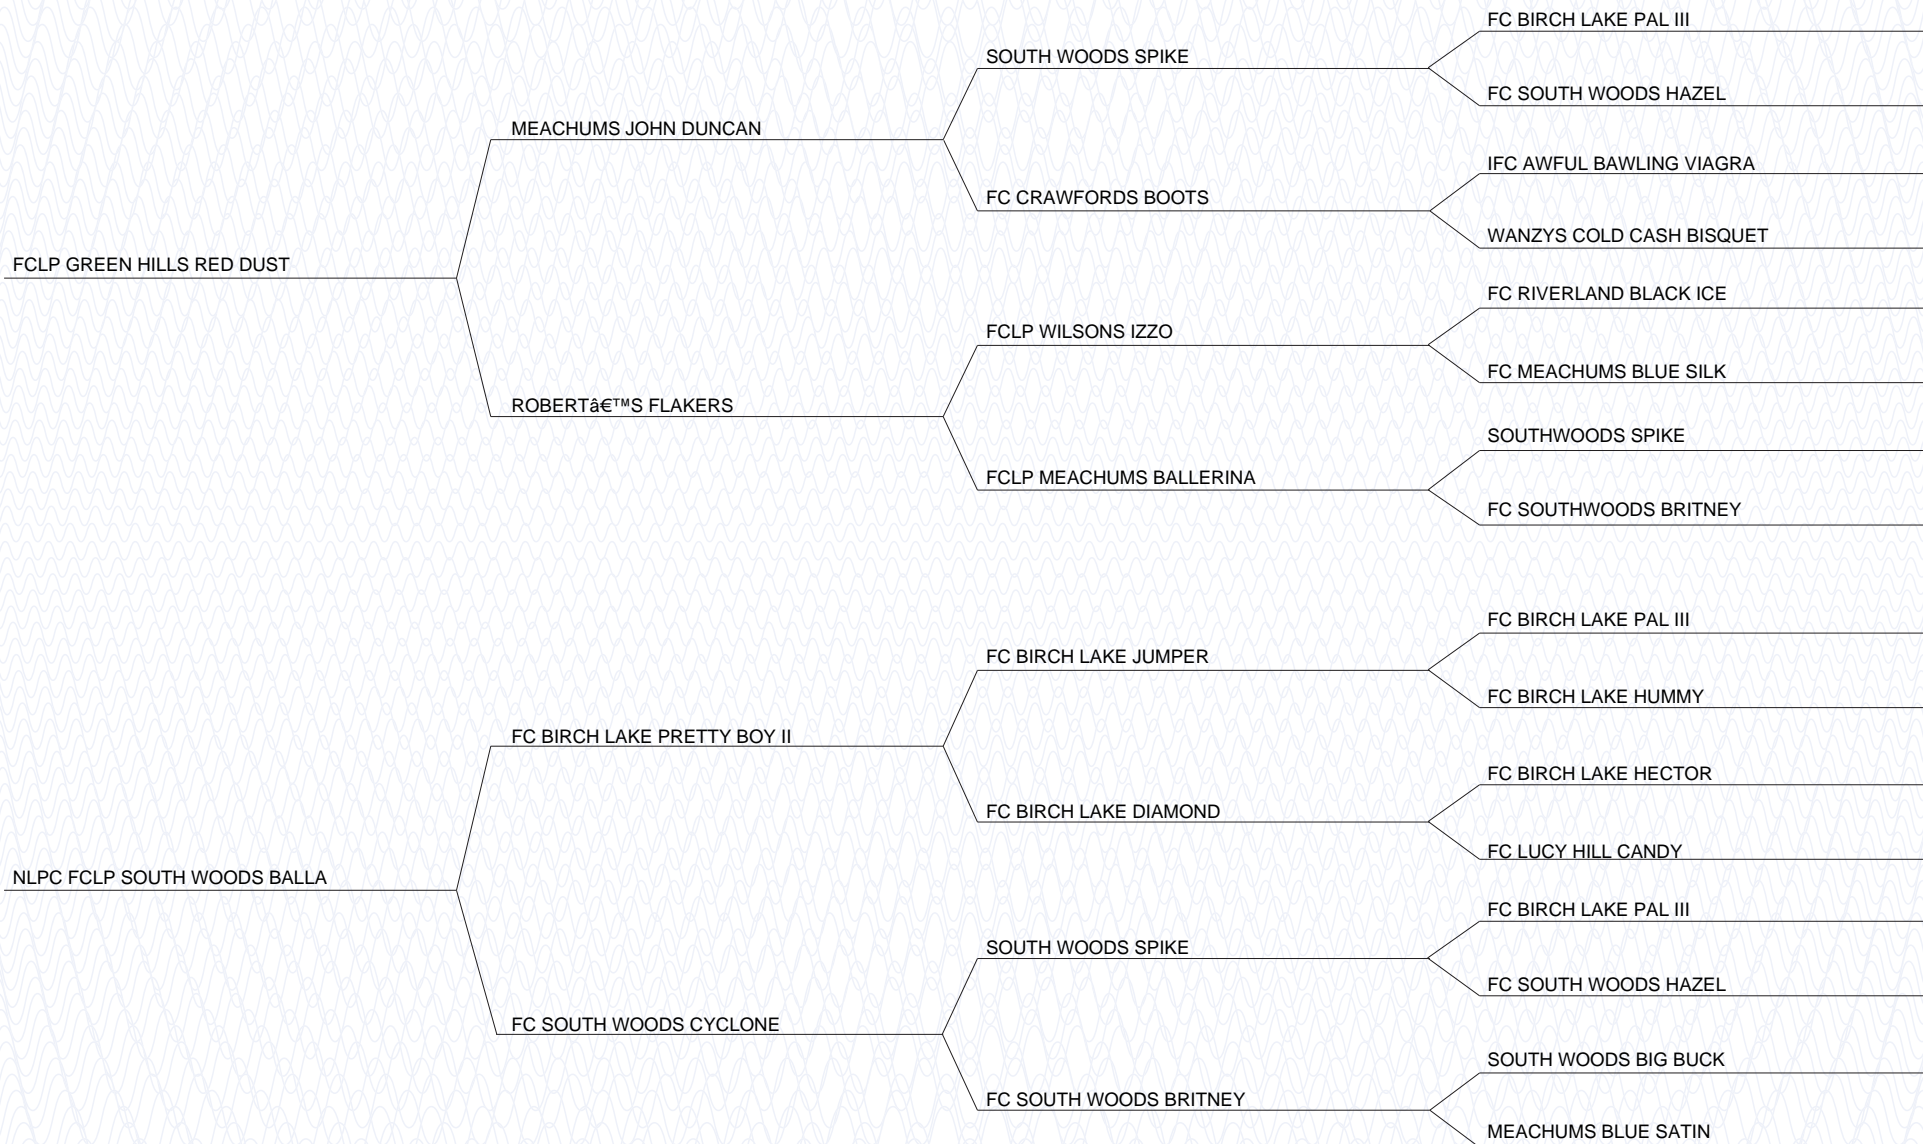 FC BIRCH LAKE PAL III
SOUTH WOODS SPIKE
FC SOUTH WOODS HAZEL
MEACHUMS JOHN DUNCAN
IFC AWFUL BAWLING VIAGRA
FC CRAWFORDS BOOTS
WANZYS COLD CASH BISQUET
FCLP GREEN HILLS RED DUST
FC RIVERLAND BLACK ICE
FCLP WILSONS IZZO
FC MEACHUMS BLUE SILK
ROBERTâ€™S FLAKERS
SOUTHWOODS SPIKE
FCLP MEACHUMS BALLERINA
FC SOUTHWOODS BRITNEY
FC BIRCH LAKE PAL III
FC BIRCH LAKE JUMPER
FC BIRCH LAKE HUMMY
FC BIRCH LAKE PRETTY BOY II
FC BIRCH LAKE HECTOR
FC BIRCH LAKE DIAMOND
FC LUCY HILL CANDY
NLPC FCLP SOUTH WOODS BALLA
FC BIRCH LAKE PAL III
SOUTH WOODS SPIKE
FC SOUTH WOODS HAZEL
FC SOUTH WOODS CYCLONE
SOUTH WOODS BIG BUCK
FC SOUTH WOODS BRITNEY
MEACHUMS BLUE SATIN